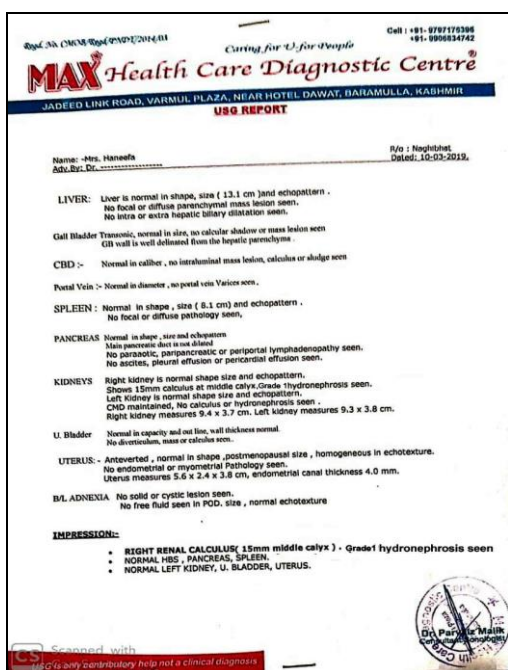 Regd. No. CMO/B/Regd/PNDT/2014/01
Cell : +91- 9797176396
+91- 9906834742
Caring for U-for People
MAX Health Care Diagnostic Centre
JADEED LINK ROAD, VARMUL PLAZA, NEAR HOTEL DAWAT, BARAMULLA, KASHMIR
USG REPORT
Name: -Mrs. Haneefa
R/o : Naghibhat
Adv.By: Dr. ------------------
Dated: 10-03-2019.
LIVER: Liver is normal in shape, size ( 13.1 cm )and echopattern .
No focal or diffuse parenchymal mass lesion seen.
No intra or extra hepatic biliary dilatation seen.
Gall Bladder Transonic, normal in size, no calcular shadow or mass lesion seen
GB wall is well delinated from the hepatic parenchyme .
CBD :- Normal in caliber , no intraluminal mass lesion, calculus or sludge seen
Portal Vein :- Normal in diameter , no portal vein Varices seen .
SPLEEN : Normal in shape , size ( 8.1 cm) and echopattern .
No focal or diffuse pathology seen,
PANCREAS Normal in shape , size and echopattern
Main pancreatic duct is not dilated
No paraaotic, paripancreatic or periportal lymphadenopathy seen.
No ascites, pleural effusion or pericardial effusion seen.
KIDNEYS Right kidney is normal shape size and echopattern.
Shows 15mm calculus at middle calyx,Grade 1hydronephrosis seen.
Left Kidney is normal shape size and echopattern.
CMD maintained, No calculus or hydronephrosis seen .
Right kidney measures 9.4 x 3.7 cm. Left kidney measures 9.3 x 3.8 cm.
U. Bladder Normal in capacity and out line, wall thickness normal.
No diverticulum, mass or calculus seen.
UTERUS: - Anteverted , normal in shape ,postmenopausal size , homogeneous in echotexture.
No endometrial or myometrial Pathology seen.
Uterus measures 5.6 x 2.4 x 3.8 cm, endometrial canal thickness 4.0 mm.
B/L ADNEXIA No solid or cystic lesion seen.
No free fluid seen in POD. size , normal echotexture
IMPRESSION:-
• RIGHT RENAL CALCULUS( 15mm middle calyx ) - Grade1 hydronephrosis seen
• NORMAL HBS , PANCREAS, SPLEEN.
• NORMAL LEFT KIDNEY, U. BLADDER, UTERUS.
Dr. Parvaiz Malik
Consultant Sonologist
CS Scanned with
USG is only contributory help not a clinical diagnosis